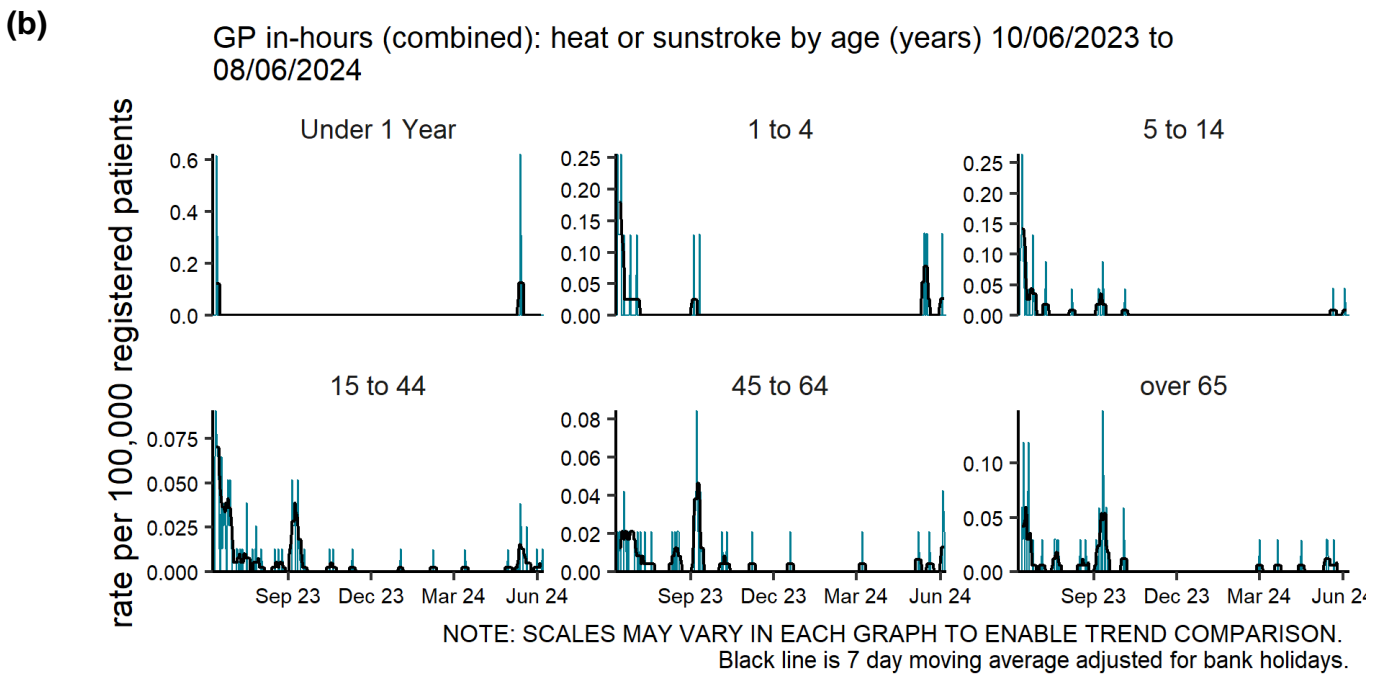 (b)
GP in-hours (combined): heat or sunstroke by age (years) 10/06/2023 to
08/06/2024
rate per 100,000 registered patients
Under 1 Year
0.6
0.4
0.2
0.0
1 to 4
0.25
0.20
0.15
0.10
0.05
0.00
5 to 14
0.25
0.20
0.15
0.10
0.05
0.00
15 to 44
0.075
0.050
0.025
0.000
Sep 23 Dec 23 Mar 24 Jun 24
45 to 64
0.08
0.06
0.04
0.02
0.00
Sep 23 Dec 23 Mar 24 Jun 24
over 65
0.10
0.05
0.00
Sep 23 Dec 23 Mar 24 Jun 24
NOTE: SCALES MAY VARY IN EACH GRAPH TO ENABLE TREND COMPARISON.
Black line is 7 day moving average adjusted for bank holidays.